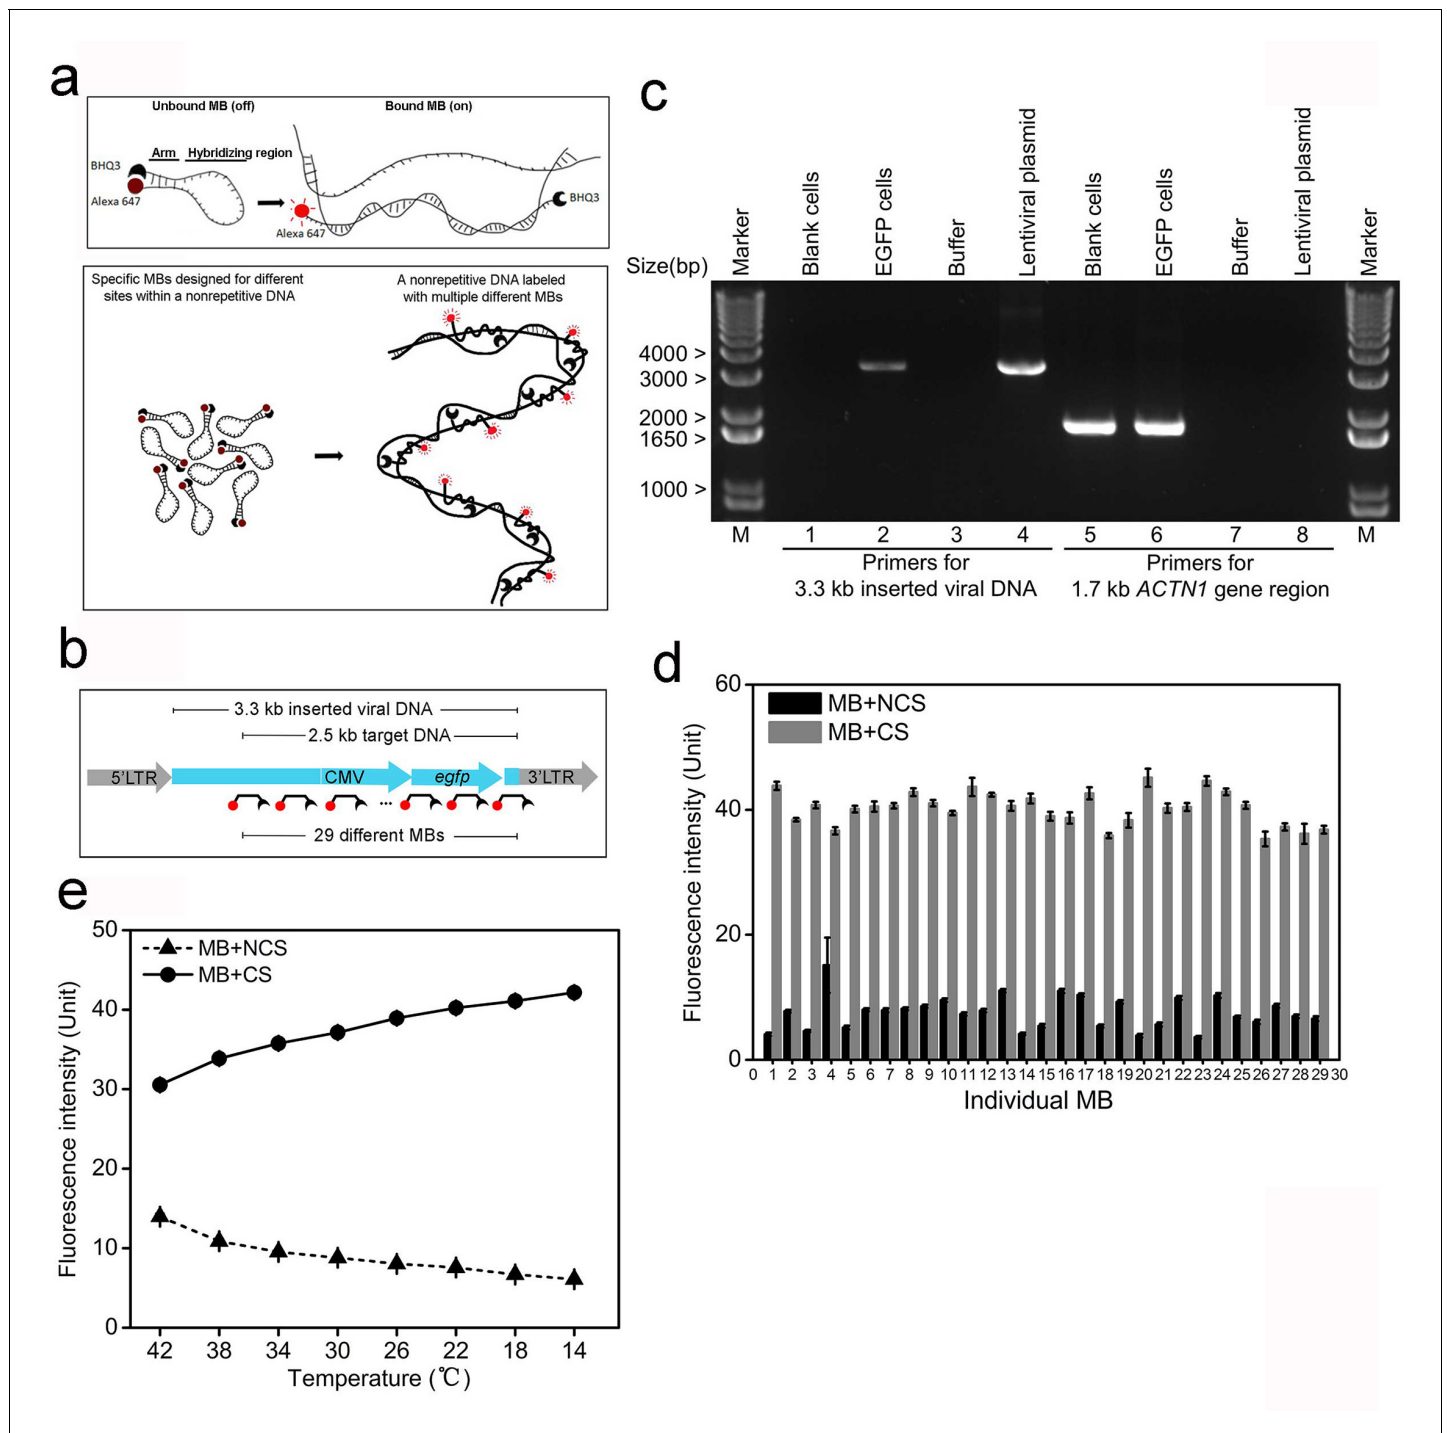 a
Unbound MB (off)
Bound MB (on)
BHQ3
Arm
Hybridizing region
Alexa 647
BHQ3
Alexa 647
Specific MBs designed for different
sites within a nonrepetitive DNA
A nonrepetitive DNA labeled
with multiple different MBs
b
3.3 kb inserted viral DNA
2.5 kb target DNA
5'LTR
CMV
egfp
3'LTR
...
29 different MBs
c
Size(bp)
Marker
Blank cells
EGFP cells
Buffer
Lentiviral plasmid
Blank cells
EGFP cells
Buffer
Lentiviral plasmid
Marker
4000 >
3000 >
2000 >
1650 >
1000 >
M 1 2 3 4 5 6 7 8 M
Primers for
3.3 kb inserted viral DNA
Primers for
1.7 kb ACTN1 gene region
d
Fluorescence intensity (Unit)
60
40
20
0
MB+NCS
MB+CS
0 1 2 3 4 5 6 7 8 9 10 11 12 13 14 15 16 17 18 19 20 21 22 23 24 25 26 27 28 29 30
Individual MB
e
Fluorescence intensity (Unit)
50
40
30
20
10
0
MB+NCS
MB+CS
42 38 34 30 26 22 18 14
Temperature (℃)